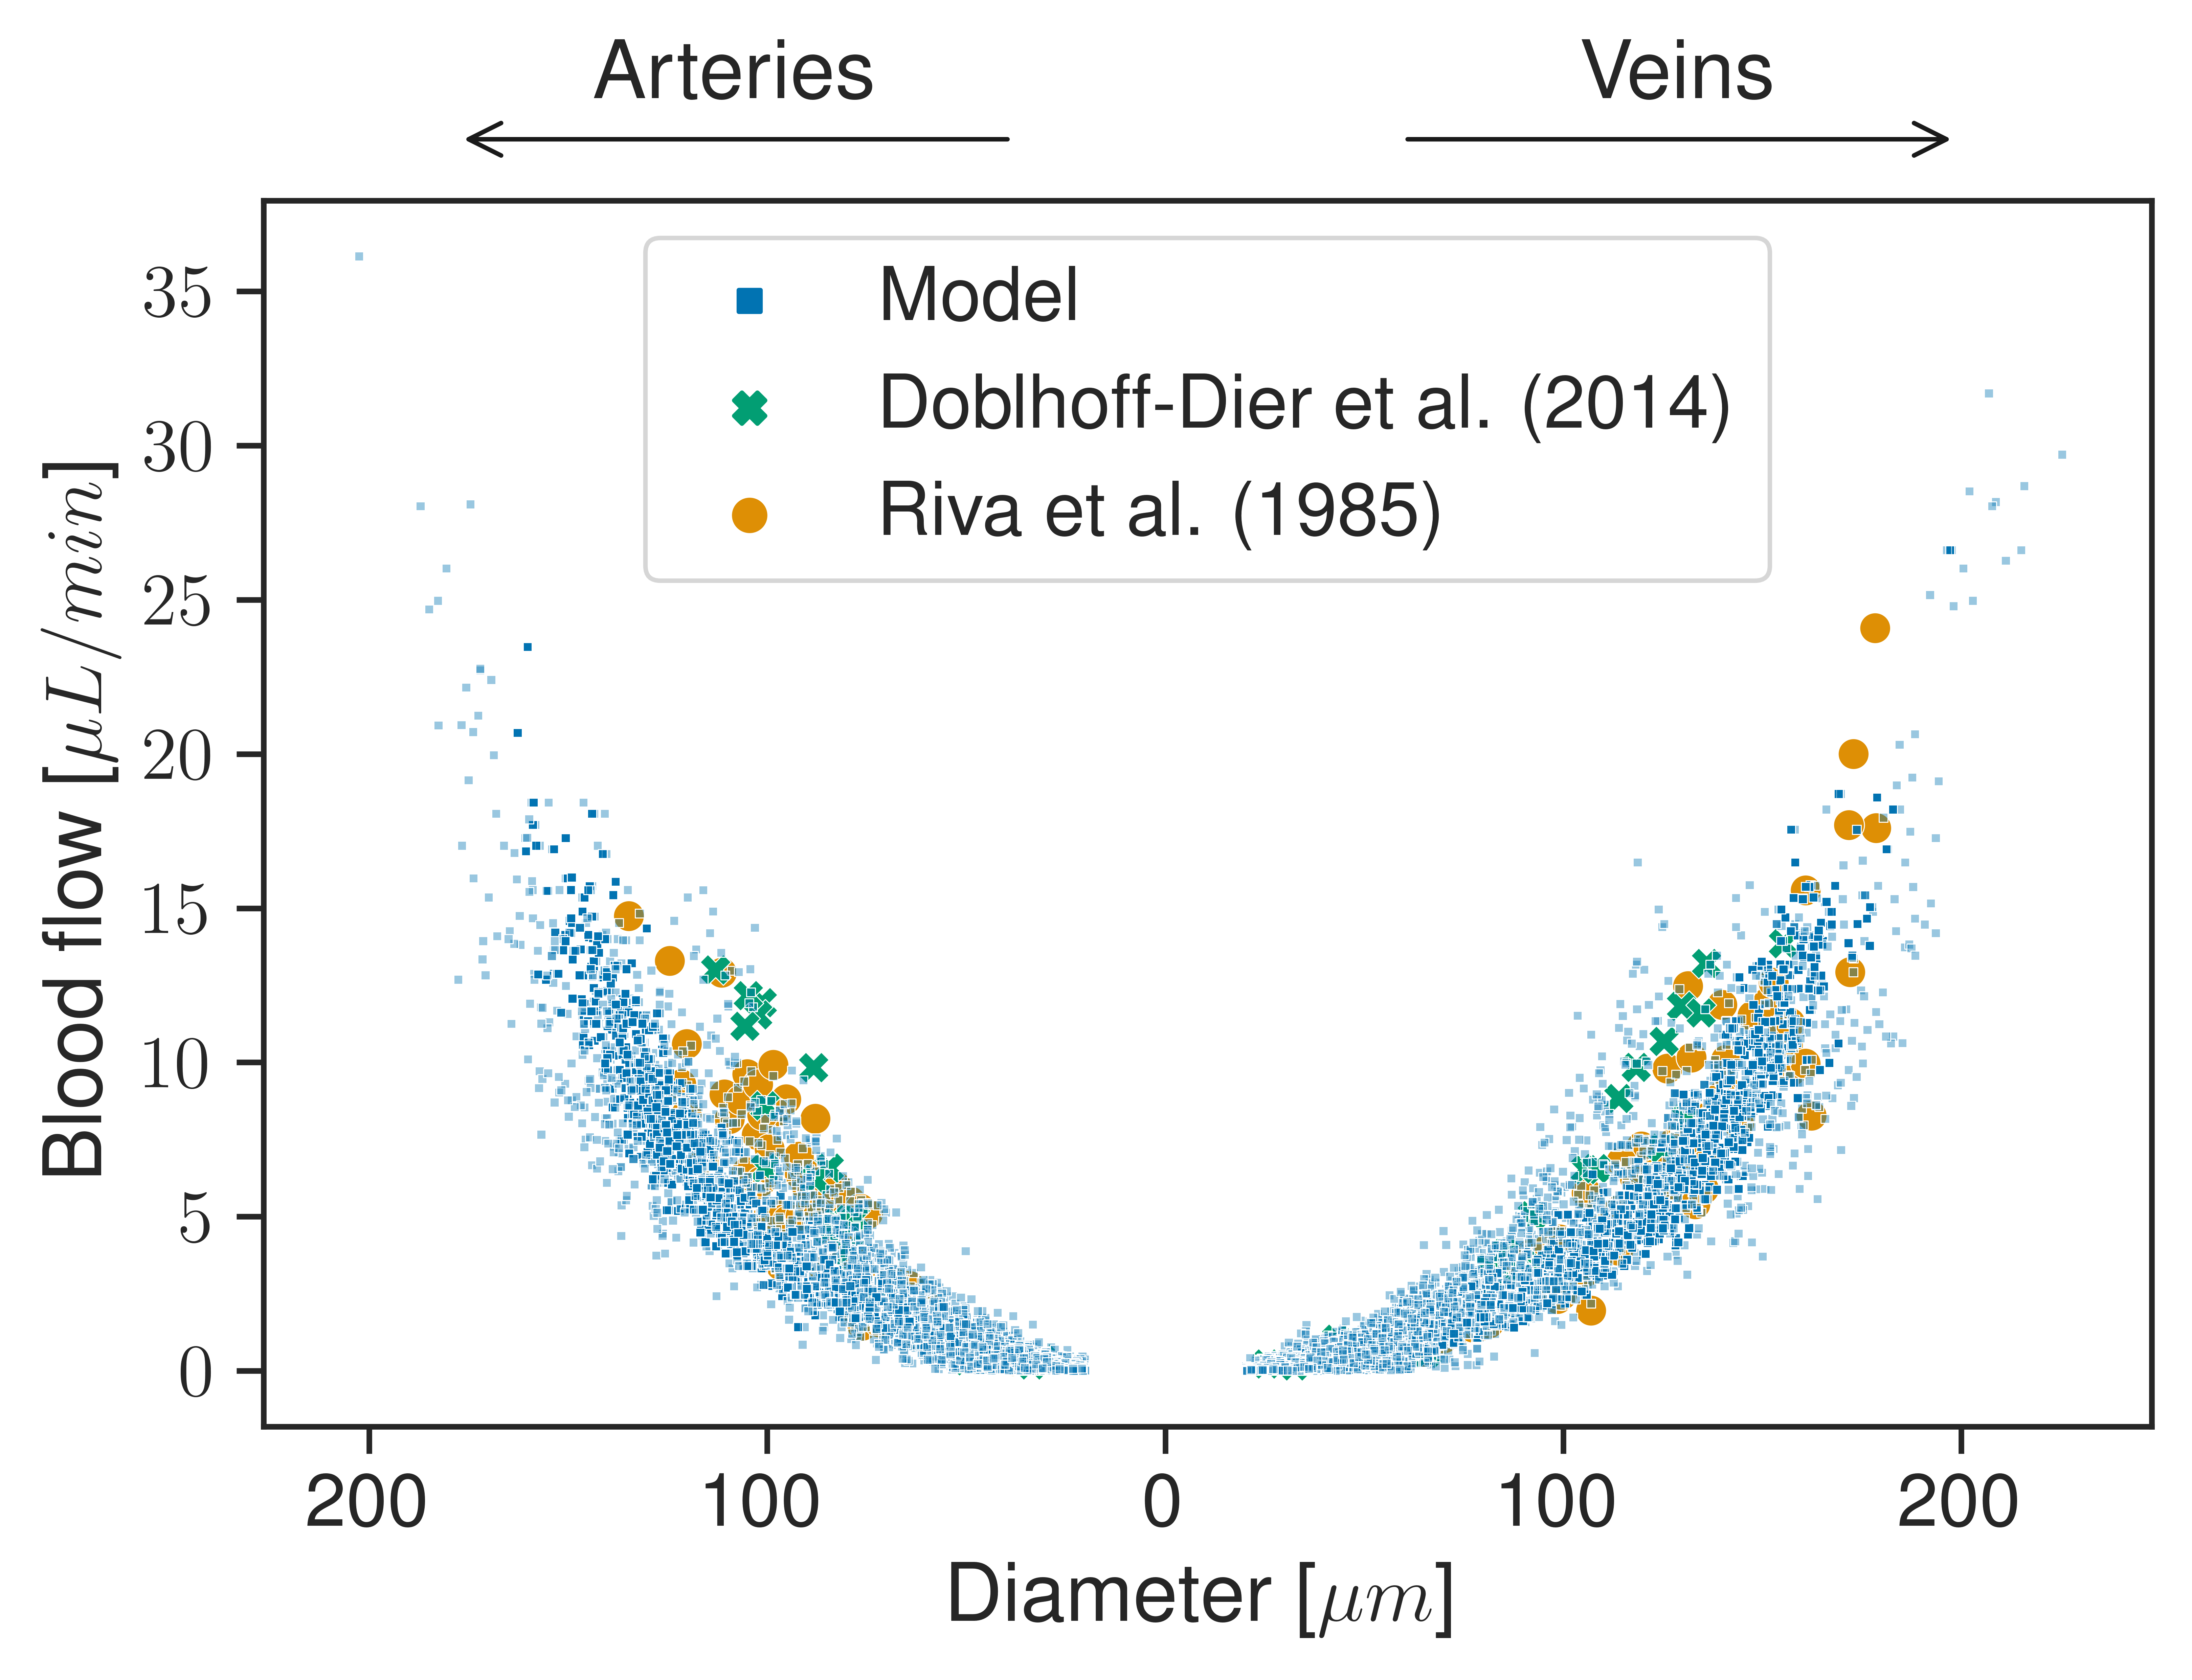 Arteries
Veins
Model
Doblhoff-Dier et al. (2014)
Riva et al. (1985)
35
30
25
20
15
10
5
0
Blood flow [μL/min]
200
100
0
100
200
Diameter [μm]